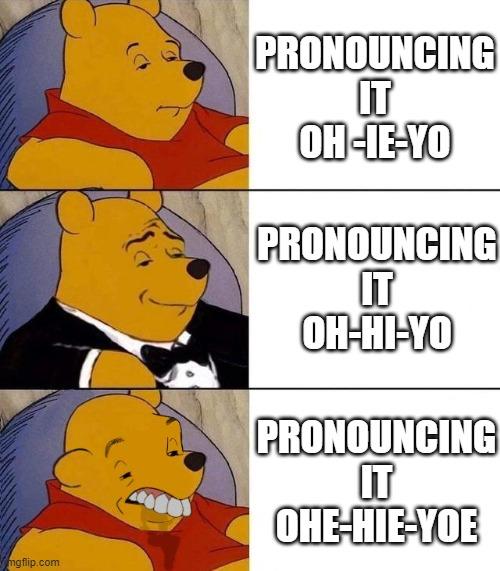 PRONOUNCING
IT
OH -IE-YO
PRONOUNCING
IT
OH-HI-YO
PRONOUNCING
IT
OHE-HIE-YOE
imgflip.com